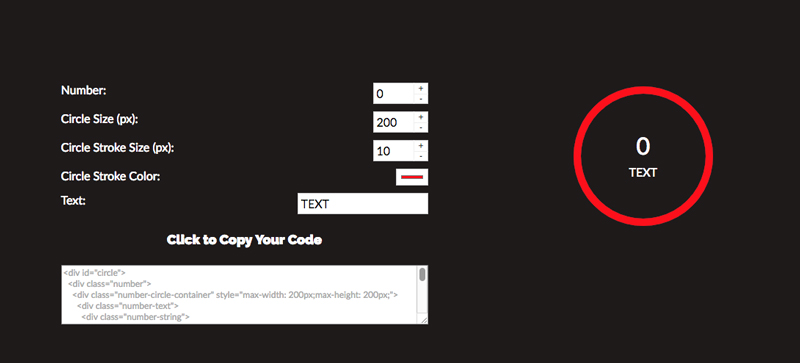 Number:
0
+
-
Circle Size (px):
200
+
-
Circle Stroke Size (px):
10
+
-
Circle Stroke Color:
Text:
TEXT
Click to Copy Your Code
<div id="circle">
<div class="number">
<div class="number-circle-container" style="max-width: 200px;max-height: 200px;">
<div class="number-text">
<div class="number-string">
0
TEXT